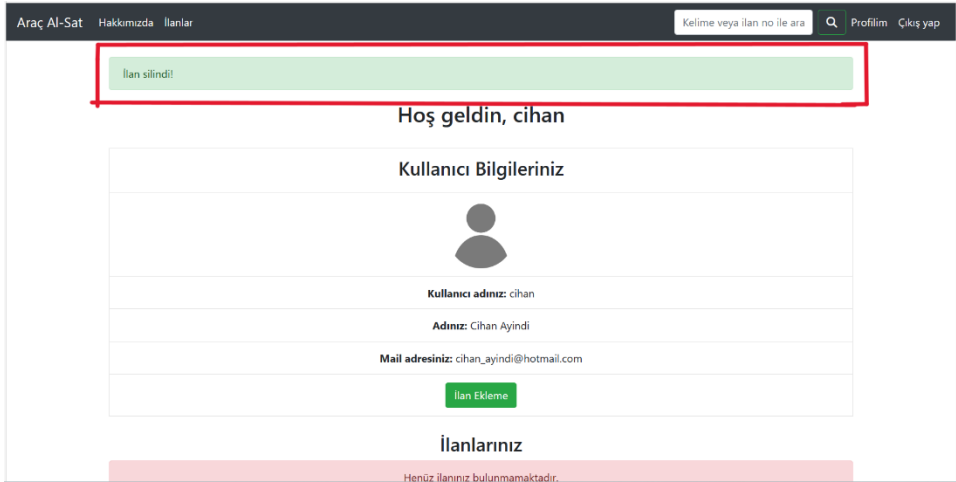 Araç Al-Sat Hakkımızda İlanlar Kelime veya ilan no ile ara Profilim Çıkış yap
İlan silindi!
Hoş geldin, cihan
Kullanıcı Bilgileriniz
Kullanıcı adınız: cihan
Adınız: Cihan Ayindi
Mail adresiniz: cihan_ayindi@hotmail.com
İlan Ekleme
İlanlarınız
Henüz ilanınız bulunmamaktadır.